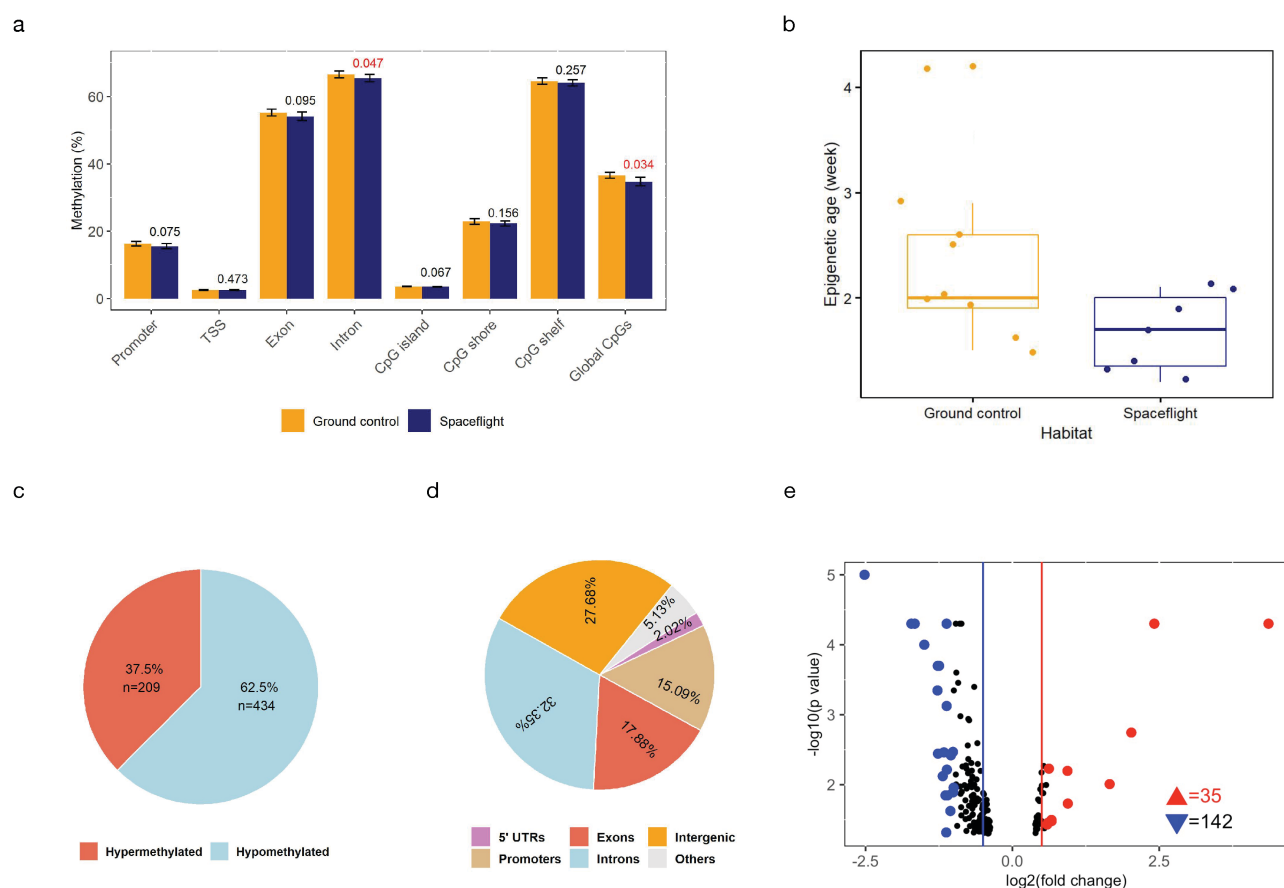 a
Methylation (%)
60
40
20
0
0.075
0.473
0.095
0.047
0.067
0.156
0.257
0.034
Promoter
TSS
Exon
Intron
CpG island
CpG shore
CpG shelf
Global CpGs
Ground control
Spaceflight
b
Epigenetic age (week)
4
3
2
Ground control
Spaceflight
Habitat
c
37.5%
n=209
62.5%
n=434
Hypermethylated
Hypomethylated
d
27.68%
5.13%
2.02%
15.09%
17.88%
32.35%
5' UTRs
Exons
Intergenic
Promoters
Introns
Others
e
-log10(p value)
5
4
3
2
=35
=142
-2.5
0.0
2.5
log2(fold change)